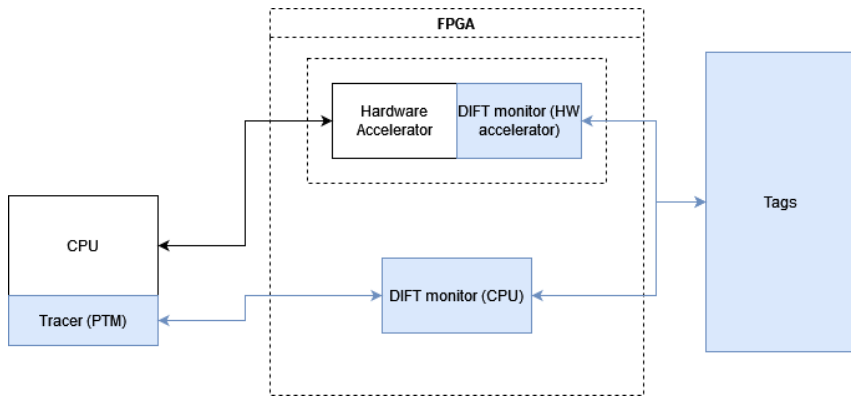 FPGA
Hardware
Accelerator
DIFT monitor (HW
accelerator)
Tags
CPU
Tracer (PTM)
DIFT monitor (CPU)